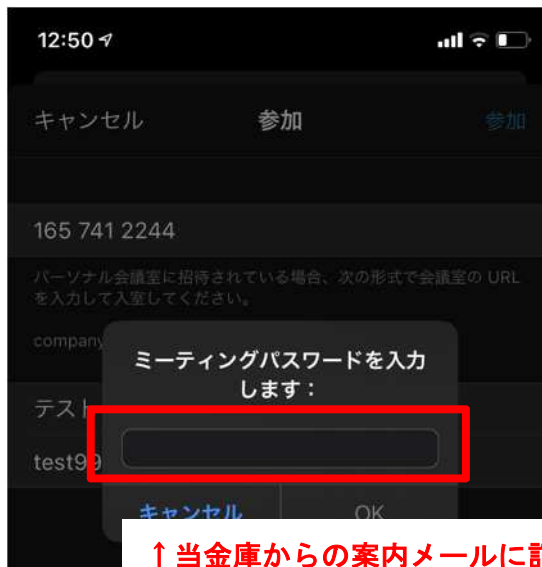 12:50
キャンセル 参加 参加
165 741 2244
パーソナル会議室に招待されている場合、次の形式で会議室の URL
を入力して入室してください。
company
ミーティングパスワードを入力
します：
テスト
test99
キャンセル OK
↑当金庫からの案内メールに